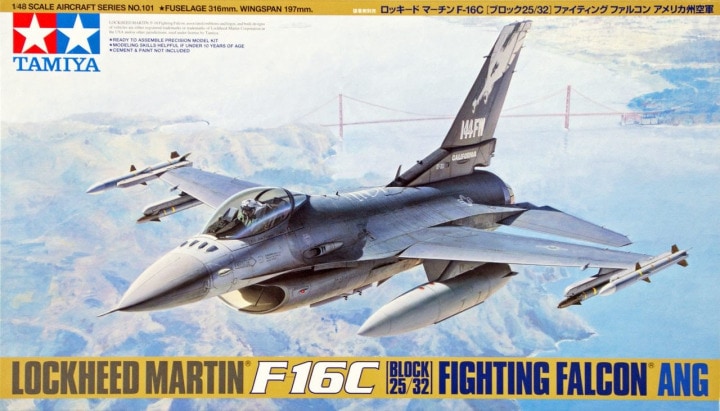 1/48 SCALE AIRCRAFT SERIES NO.101 ★FUSELAGE 316mm. WINGSPAN 197mm.
ロッキード マーチン F-16C [ブロック25/32] ファイティング ファルコン アメリカ州空軍
TAMIYA
★READY TO ASSEMBLE PRECISION MODEL KIT
★MODELING SKILLS HELPFUL IF UNDER 10 YEARS OF AGE
★CEMENT & PAINT NOT INCLUDED
144FW
CALIFORNIA
LOCKHEED MARTIN® F16C [BLOCK 25/32] FIGHTING FALCON® ANG